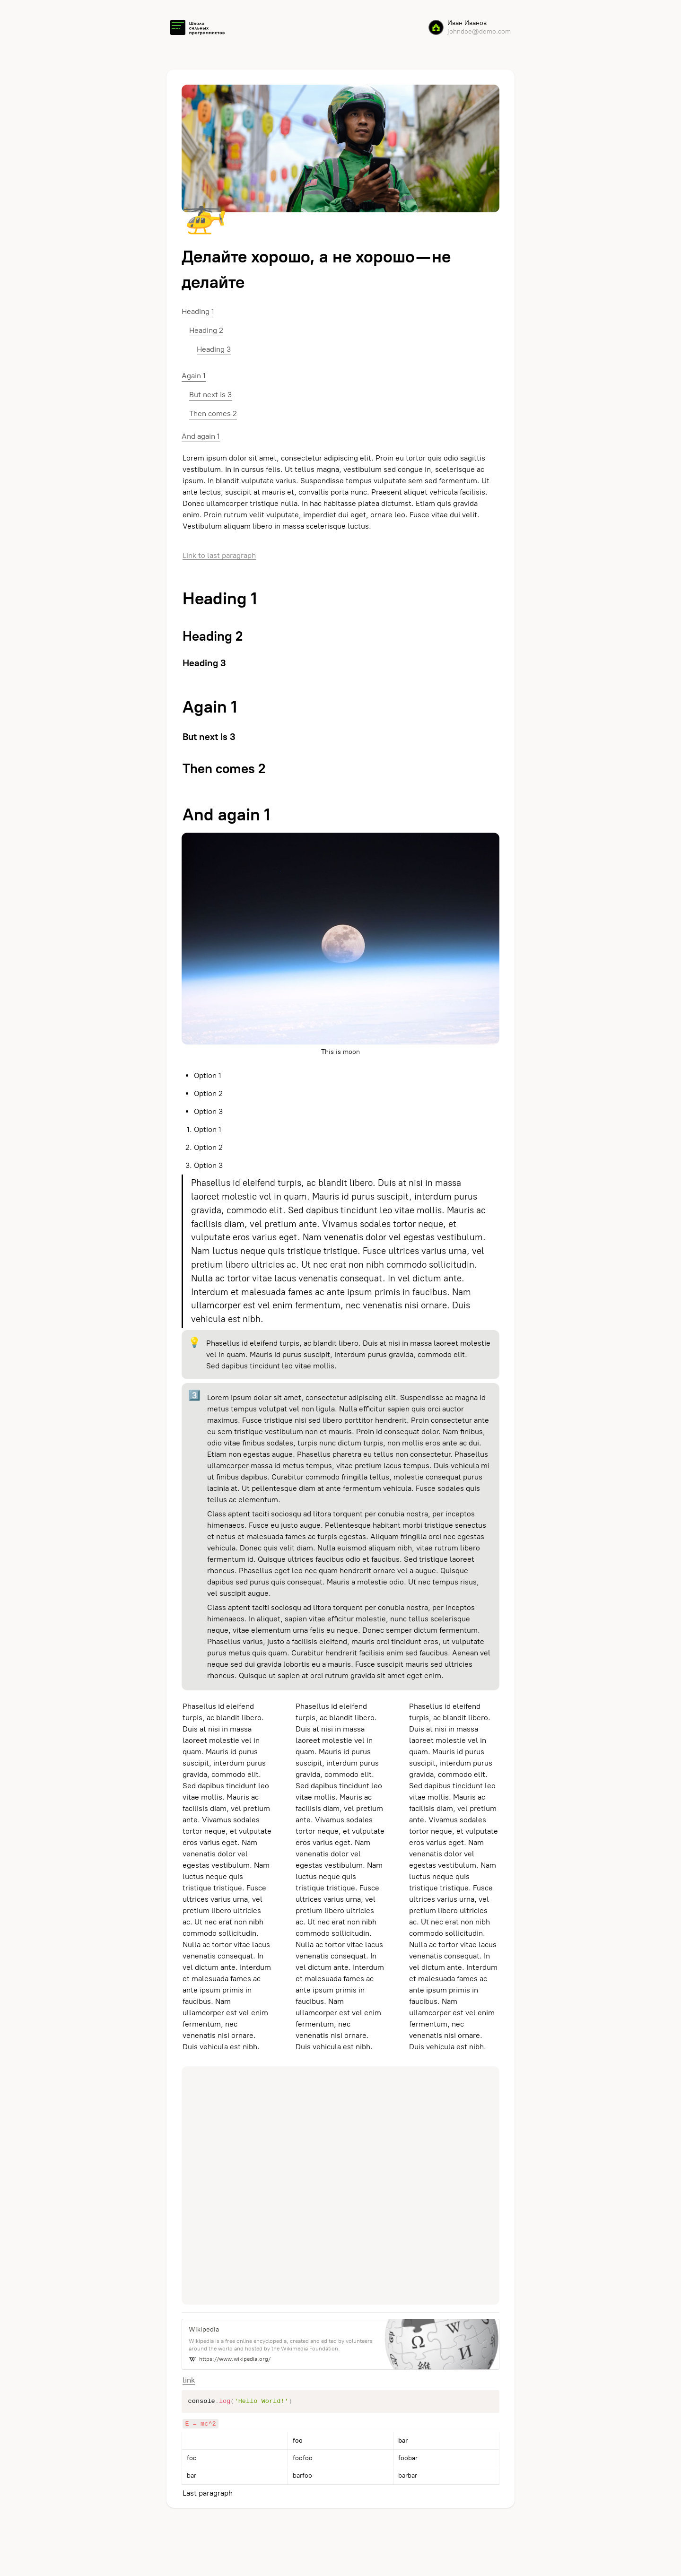 Школа
сильных
программистов
Иван Иванов
johndoe@demo.com
Делайте хорошо, а не хорошо — не
делайте
Heading 1
Heading 2
Heading 3
Again 1
But next is 3
Then comes 2
And again 1
Lorem ipsum dolor sit amet, consectetur adipiscing elit. Proin eu tortor quis odio sagittis
vestibulum. In in cursus felis. Ut tellus magna, vestibulum sed congue in, scelerisque ac
ipsum. In blandit vulputate varius. Suspendisse tempus vulputate sem sed fermentum. Ut
ante lectus, suscipit at mauris et, convallis porta nunc. Praesent aliquet vehicula facilisis.
Donec ullamcorper tristique nulla. In hac habitasse platea dictumst. Etiam quis gravida
enim. Proin rutrum velit vulputate, imperdiet dui eget, ornare leo. Fusce vitae dui velit.
Vestibulum aliquam libero in massa scelerisque luctus.
Link to last paragraph
Heading 1
Heading 2
Heading 3
Again 1
But next is 3
Then comes 2
And again 1
This is moon
• Option 1
• Option 2
• Option 3
1. Option 1
2. Option 2
3. Option 3
Phasellus id eleifend turpis, ac blandit libero. Duis at nisi in massa
laoreet molestie vel in quam. Mauris id purus suscipit, interdum purus
gravida, commodo elit. Sed dapibus tincidunt leo vitae mollis. Mauris ac
facilisis diam, vel pretium ante. Vivamus sodales tortor neque, et
vulputate eros varius eget. Nam venenatis dolor vel egestas vestibulum.
Nam luctus neque quis tristique tristique. Fusce ultrices varius urna, vel
pretium libero ultricies ac. Ut nec erat non nibh commodo sollicitudin.
Nulla ac tortor vitae lacus venenatis consequat. In vel dictum ante.
Interdum et malesuada fames ac ante ipsum primis in faucibus. Nam
ullamcorper est vel enim fermentum, nec venenatis nisi ornare. Duis
vehicula est nibh.
Phasellus id eleifend turpis, ac blandit libero. Duis at nisi in massa laoreet molestie
vel in quam. Mauris id purus suscipit, interdum purus gravida, commodo elit.
Sed dapibus tincidunt leo vitae mollis.
3
Lorem ipsum dolor sit amet, consectetur adipiscing elit. Suspendisse ac magna id
metus tempus volutpat vel non ligula. Nulla efficitur sapien quis orci auctor
maximus. Fusce tristique nisi sed libero porttitor hendrerit. Proin consectetur ante
eu sem tristique vestibulum non et mauris. Proin id consequat dolor. Nam finibus,
odio vitae finibus sodales, turpis nunc dictum turpis, non mollis eros ante ac dui.
Etiam non egestas augue. Phasellus pharetra eu tellus non consectetur. Phasellus
ullamcorper massa id metus tempus, vitae pretium lacus tempus. Duis vehicula mi
ut finibus dapibus. Curabitur commodo fringilla tellus, molestie consequat purus
lacinia at. Ut pellentesque diam at ante fermentum vehicula. Fusce sodales quis
tellus ac elementum.
Class aptent taciti sociosqu ad litora torquent per conubia nostra, per inceptos
himenaeos. Fusce eu justo augue. Pellentesque habitant morbi tristique senectus
et netus et malesuada fames ac turpis egestas. Aliquam fringilla orci nec egestas
vehicula. Donec quis velit diam. Nulla euismod aliquam nibh, vitae rutrum libero
fermentum id. Quisque ultrices faucibus odio et faucibus. Sed tristique laoreet
rhoncus. Phasellus eget leo nec quam hendrerit ornare vel a augue. Quisque
dapibus sed purus quis consequat. Mauris a molestie odio. Ut nec tempus risus,
vel suscipit augue.
Class aptent taciti sociosqu ad litora torquent per conubia nostra, per inceptos
himenaeos. In aliquet, sapien vitae efficitur molestie, nunc tellus scelerisque
neque, vitae elementum urna felis eu neque. Donec semper dictum fermentum.
Phasellus varius, justo a facilisis eleifend, mauris orci tincidunt eros, ut vulputate
purus metus quis quam. Curabitur hendrerit facilisis enim sed faucibus. Aenean vel
neque sed dui gravida lobortis eu a mauris. Fusce suscipit mauris sed ultricies
rhoncus. Quisque ut sapien at orci rutrum gravida sit amet eget enim.
Phasellus id eleifend
turpis, ac blandit libero.
Duis at nisi in massa
laoreet molestie vel in
quam. Mauris id purus
suscipit, interdum purus
gravida, commodo elit.
Sed dapibus tincidunt leo
vitae mollis. Mauris ac
facilisis diam, vel pretium
ante. Vivamus sodales
tortor neque, et vulputate
eros varius eget. Nam
venenatis dolor vel
egestas vestibulum. Nam
luctus neque quis
tristique tristique. Fusce
ultrices varius urna, vel
pretium libero ultricies
ac. Ut nec erat non nibh
commodo sollicitudin.
Nulla ac tortor vitae lacus
venenatis consequat. In
vel dictum ante. Interdum
et malesuada fames ac
ante ipsum primis in
faucibus. Nam
ullamcorper est vel enim
fermentum, nec
venenatis nisi ornare.
Duis vehicula est nibh.
Phasellus id eleifend
turpis, ac blandit libero.
Duis at nisi in massa
laoreet molestie vel in
quam. Mauris id purus
suscipit, interdum purus
gravida, commodo elit.
Sed dapibus tincidunt leo
vitae mollis. Mauris ac
facilisis diam, vel pretium
ante. Vivamus sodales
tortor neque, et vulputate
eros varius eget. Nam
venenatis dolor vel
egestas vestibulum. Nam
luctus neque quis
tristique tristique. Fusce
ultrices varius urna, vel
pretium libero ultricies
ac. Ut nec erat non nibh
commodo sollicitudin.
Nulla ac tortor vitae lacus
venenatis consequat. In
vel dictum ante. Interdum
et malesuada fames ac
ante ipsum primis in
faucibus. Nam
ullamcorper est vel enim
fermentum, nec
venenatis nisi ornare.
Duis vehicula est nibh.
Phasellus id eleifend
turpis, ac blandit libero.
Duis at nisi in massa
laoreet molestie vel in
quam. Mauris id purus
suscipit, interdum purus
gravida, commodo elit.
Sed dapibus tincidunt leo
vitae mollis. Mauris ac
facilisis diam, vel pretium
ante. Vivamus sodales
tortor neque, et vulputate
eros varius eget. Nam
venenatis dolor vel
egestas vestibulum. Nam
luctus neque quis
tristique tristique. Fusce
ultrices varius urna, vel
pretium libero ultricies
ac. Ut nec erat non nibh
commodo sollicitudin.
Nulla ac tortor vitae lacus
venenatis consequat. In
vel dictum ante. Interdum
et malesuada fames ac
ante ipsum primis in
faucibus. Nam
ullamcorper est vel enim
fermentum, nec
venenatis nisi ornare.
Duis vehicula est nibh.
Wikipedia
Wikipedia is a free online encyclopedia, created and edited by volunteers
around the world and hosted by the Wikimedia Foundation.
W https://www.wikipedia.org/
Ω W И 維
link
console.log('Hello World!')
E = mc^2
foo bar
foo foofoo foobar
bar barfoo barbar
Last paragraph